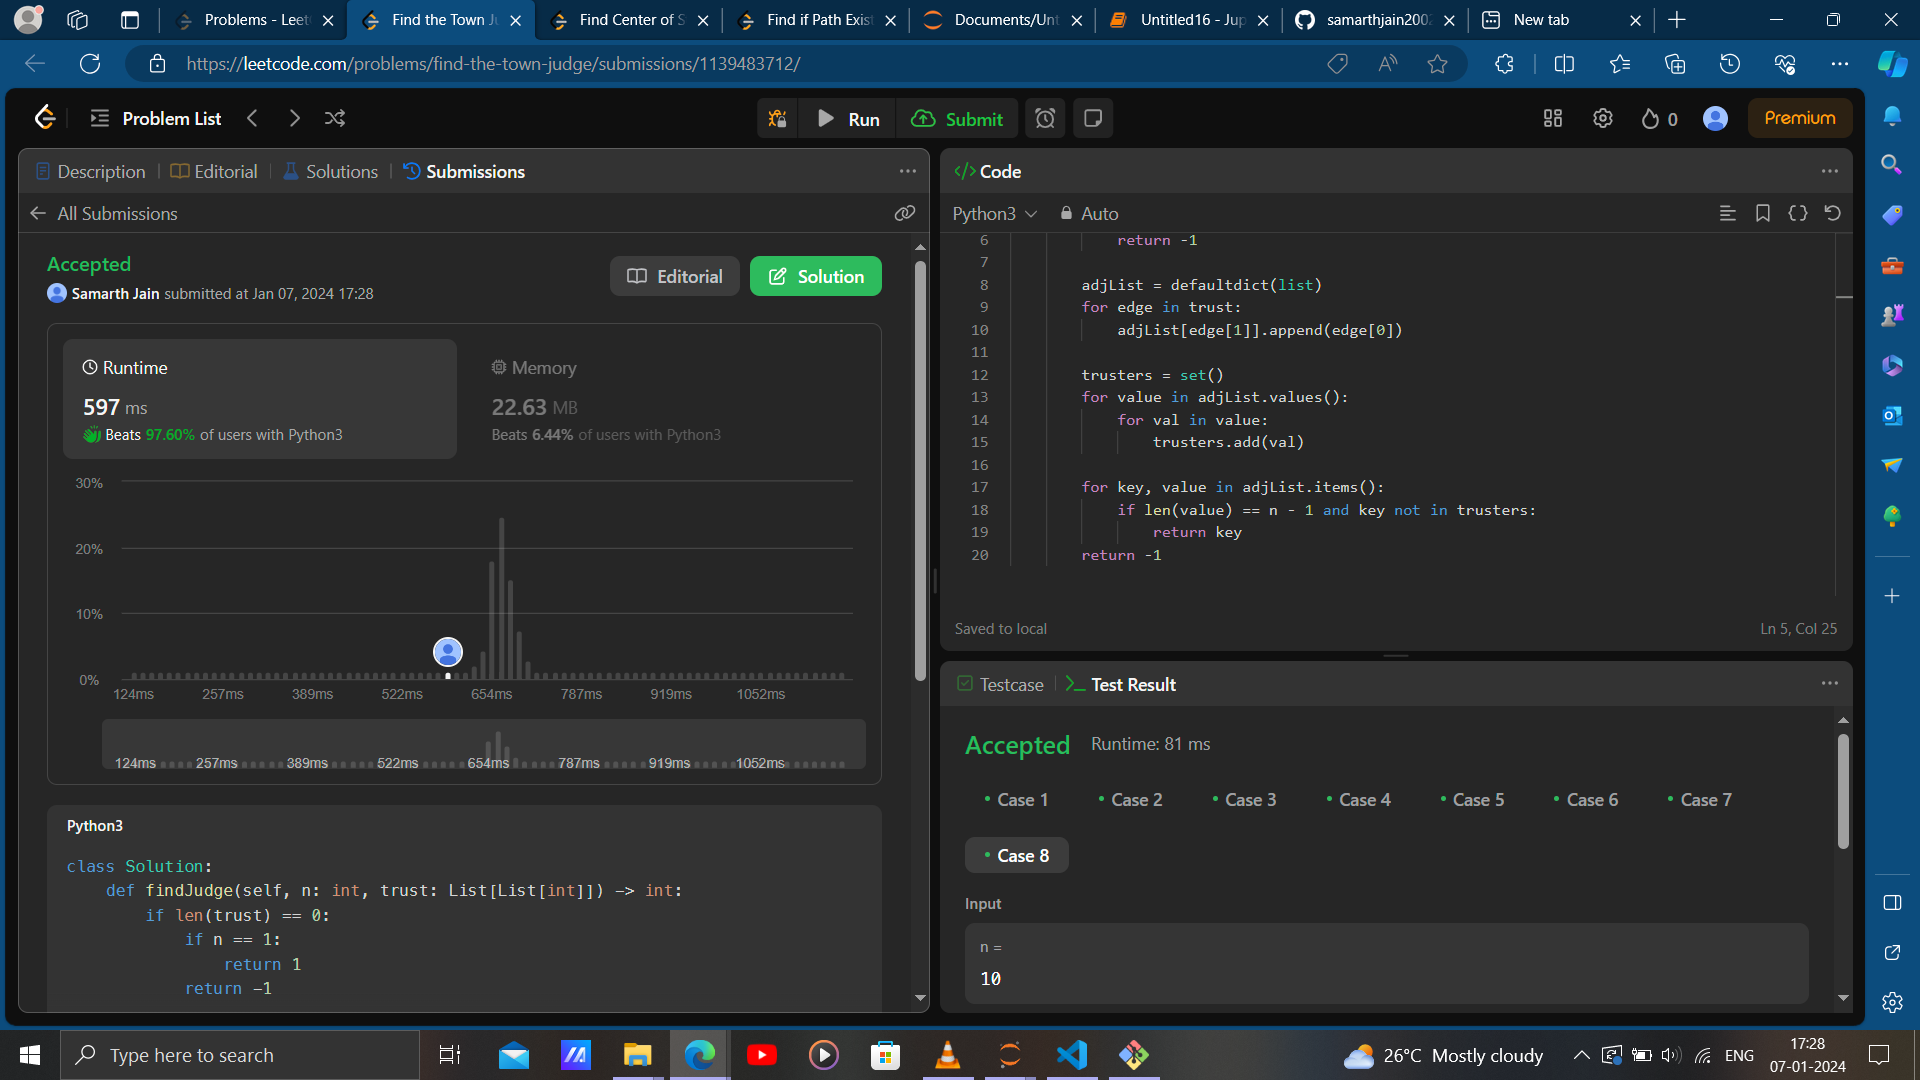 Problems - Leet
Find the Town Ju
Find Center of S
Find if Path Exist
Documents/Unt
Untitled16 - Jup
samarthjain2002
New tab
https://leetcode.com/problems/find-the-town-judge/submissions/1139483712/
Problem List
Run
Submit
0
Premium
Description
Editorial
Solutions
Submissions
All Submissions
Accepted
Samarth Jain submitted at Jan 07, 2024 17:28
Editorial
Solution
Runtime
597 ms
Beats 97.60% of users with Python3
Memory
22.63 MB
Beats 6.44% of users with Python3
30%
20%
10%
0%
124ms 257ms 389ms 522ms 654ms 787ms 919ms 1052ms
124ms 257ms 389ms 522ms 654ms 787ms 919ms 1052ms
Python3
class Solution:
def findJudge(self, n: int, trust: List[List[int]]) -> int:
if len(trust) == 0:
if n == 1:
return 1
return -1
Code
Python3
Auto
6 return -1
7
8 adjList = defaultdict(list)
9 for edge in trust:
10 adjList[edge[1]].append(edge[0])
11
12 trusters = set()
13 for value in adjList.values():
14 for val in value:
15 trusters.add(val)
16
17 for key, value in adjList.items():
18 if len(value) == n - 1 and key not in trusters:
19 return key
20 return -1
Saved to local
Ln 5, Col 25
Testcase
Test Result
Accepted
Runtime: 81 ms
Case 1
Case 2
Case 3
Case 4
Case 5
Case 6
Case 7
Case 8
Input
n =
10
Type here to search
26°C Mostly cloudy
ENG
17:28
07-01-2024